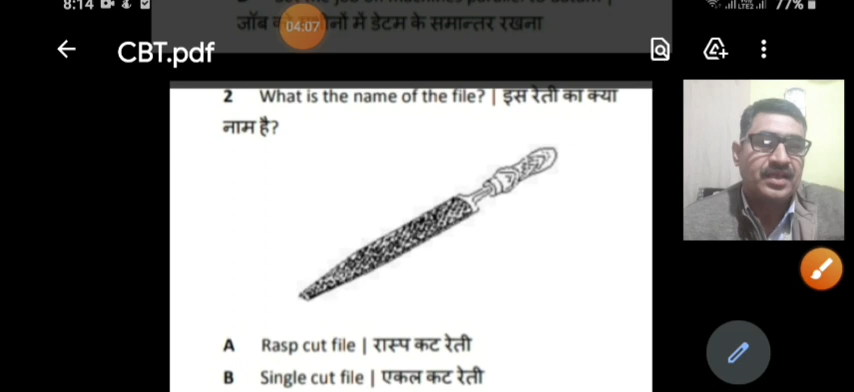 8:14
77%
जॉब
नों में डेटम के समान्तर रखना
04:07
CBT.pdf
2 What is the name of the file? | इस रेती का क्या
नाम है?
A Rasp cut file | रास्प कट रेती
B Single cut file | एकल कट रेती